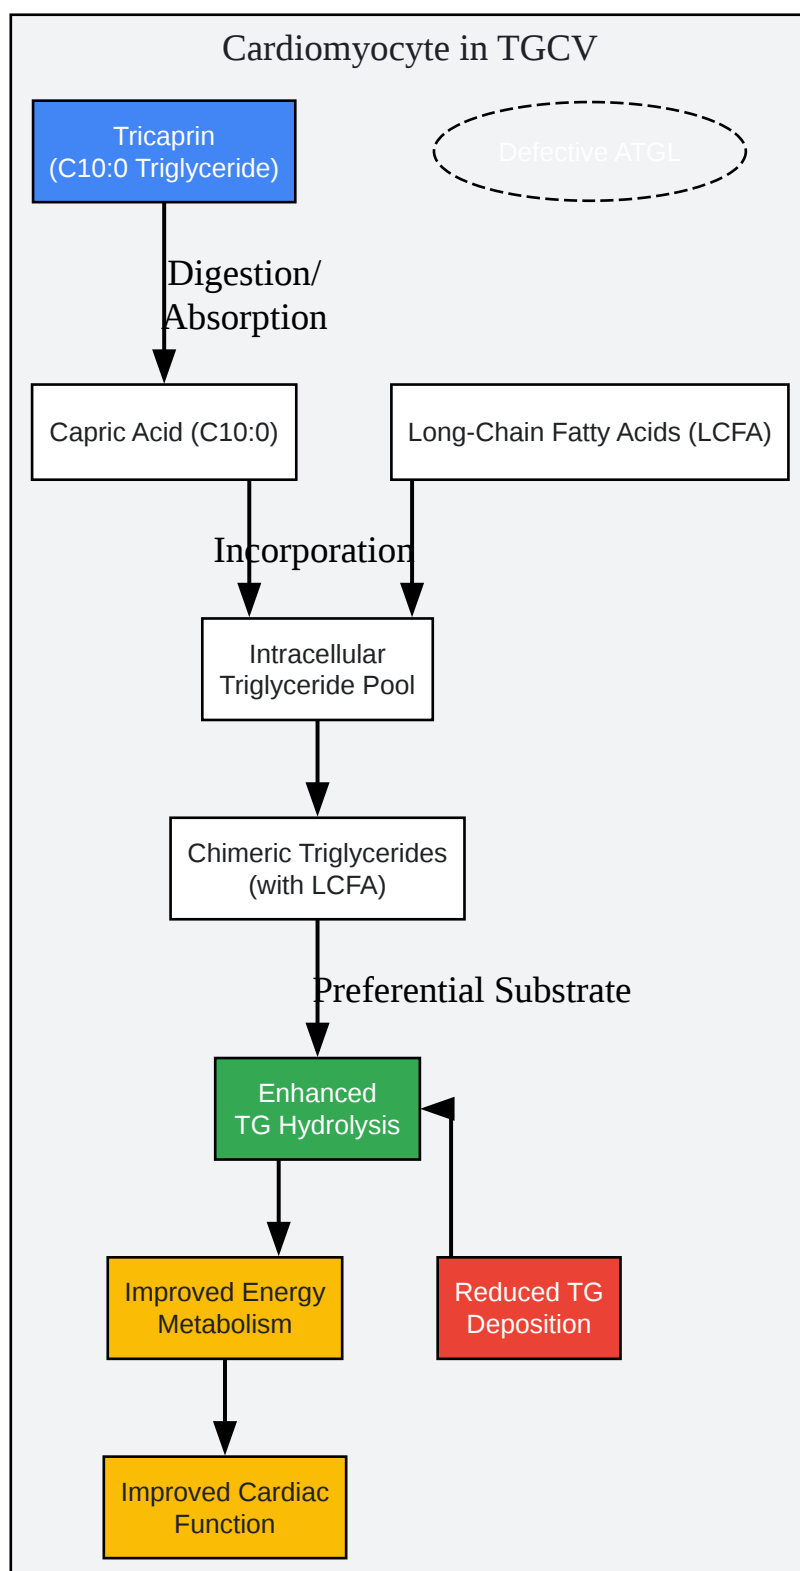 Cardiomyocyte in TGCV
Tricaprin
(C10:0 Triglyceride)
Defective ATGL
Digestion/
Absorption
Capric Acid (C10:0)
Long-Chain Fatty Acids (LCFA)
Incorporation
Intracellular
Triglyceride Pool
Chimeric Triglycerides
(with LCFA)
Preferential Substrate
Enhanced
TG Hydrolysis
Improved Energy
Metabolism
Reduced TG
Deposition
Improved Cardiac
Function